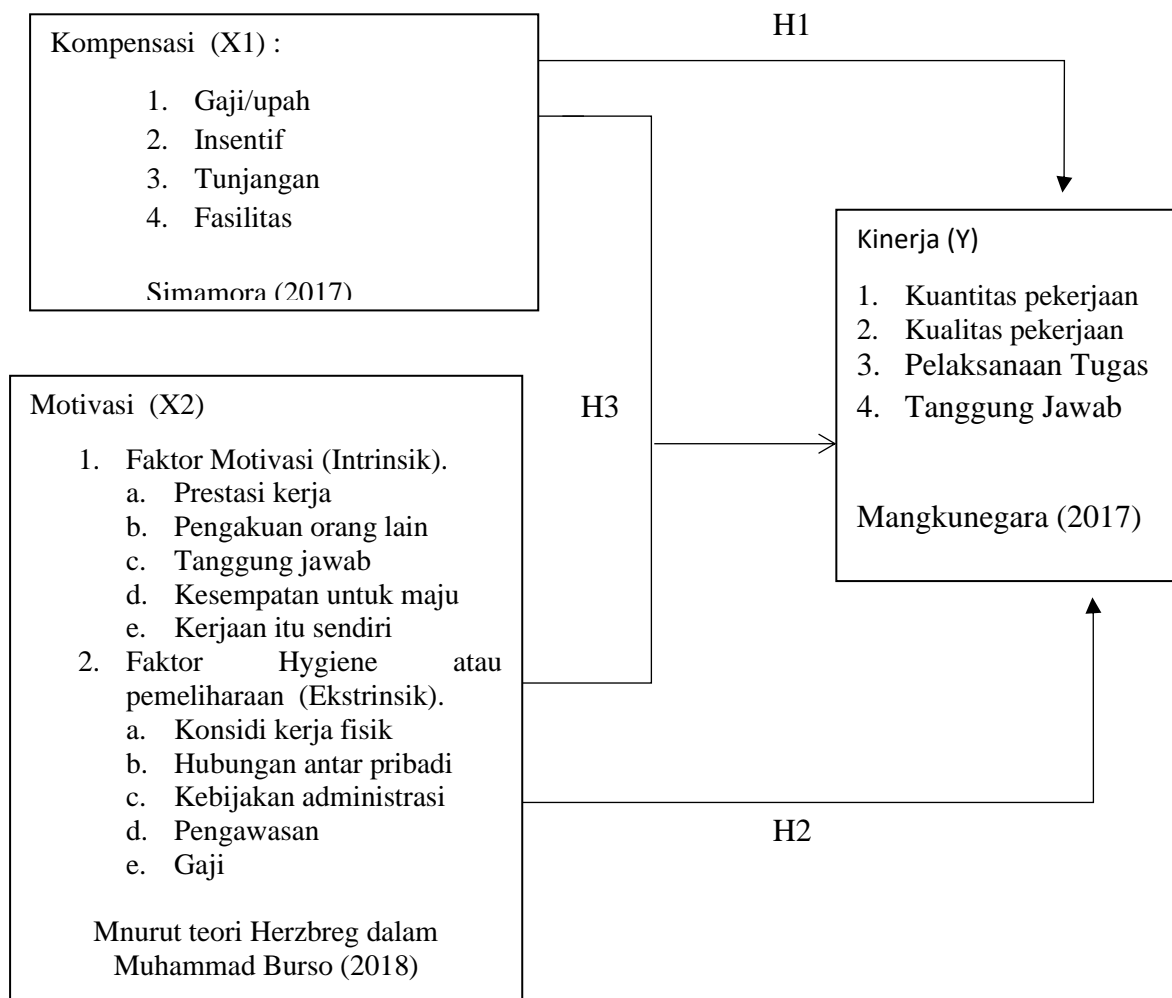 Kompensasi (X1) :
1. Gaji/upah
2. Insentif
3. Tunjangan
4. Fasilitas
Simamora (2017)
H1
Kinerja (Y)
1. Kuantitas pekerjaan
2. Kualitas pekerjaan
3. Pelaksanaan Tugas
4. Tanggung Jawab
Mangkunegara (2017)
H3
Motivasi (X2)
1. Faktor Motivasi (Intrinsik).
a. Prestasi kerja
b. Pengakuan orang lain
c. Tanggung jawab
d. Kesempatan untuk maju
e. Kerjaan itu sendiri
2. Faktor Hygiene atau
pemeliharaan (Ekstrinsik).
a. Konsidi kerja fisik
b. Hubungan antar pribadi
c. Kebijakan administrasi
d. Pengawasan
e. Gaji
Mnurut teori Herzbreg dalam
Muhammad Burso (2018)
H2